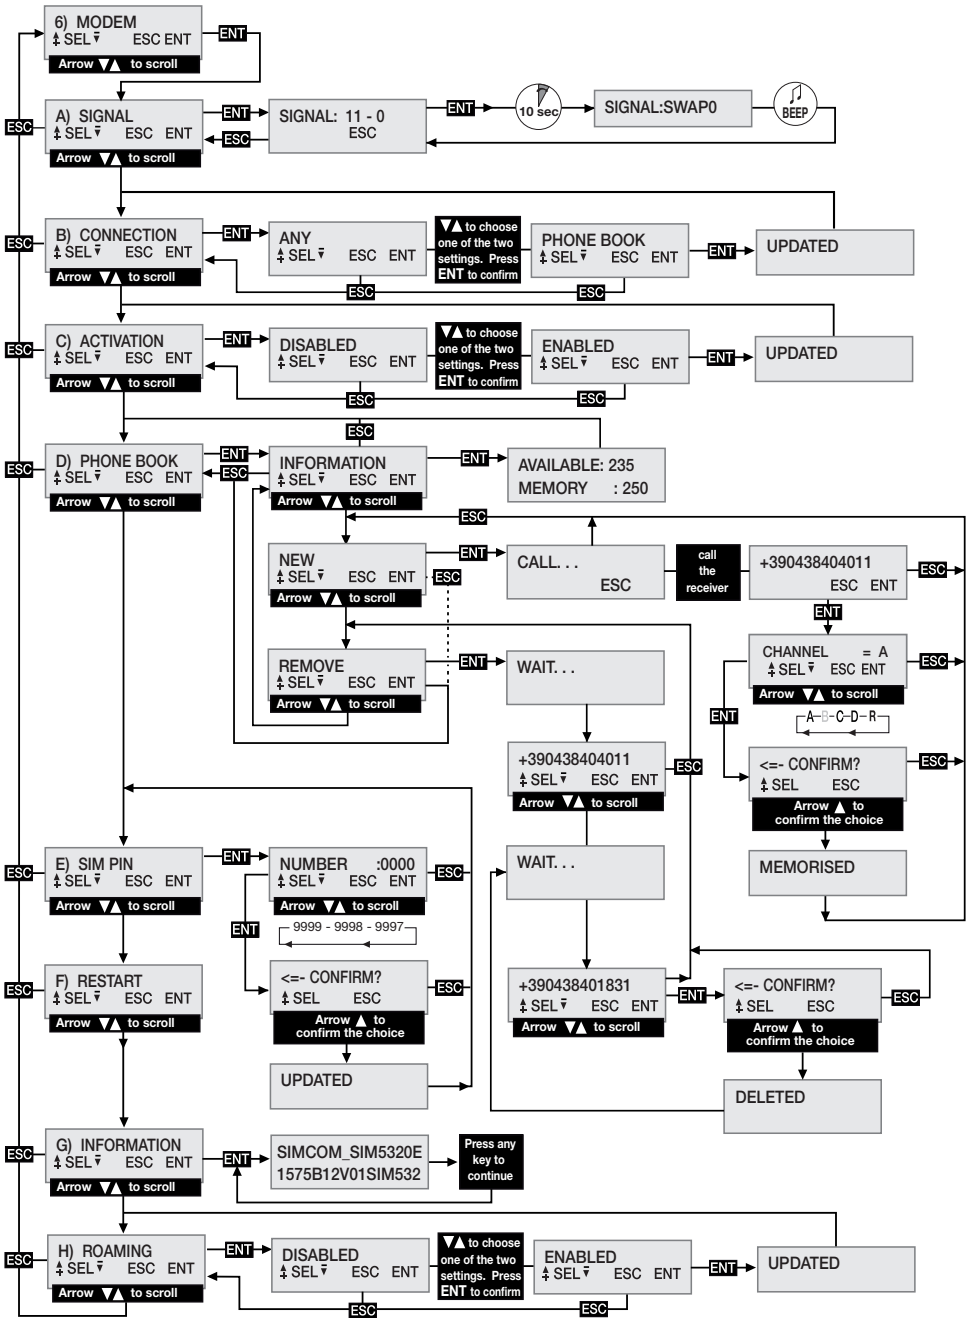 6) MODEM
SEL ESC ENT
Arrow ▼▲ to scroll
ENT
A) SIGNAL
SEL ESC ENT
Arrow ▼▲ to scroll
ESC
ENT
ESC
SIGNAL: 11 - 0
ESC
ENT
10 sec
SIGNAL:SWAP0
BEEP
B) CONNECTION
SEL ESC ENT
Arrow ▼▲ to scroll
ESC
ENT
ANY
SEL ESC ENT
ESC
▼▲ to choose
one of the two
settings. Press
ENT to confirm
PHONE BOOK
SEL ESC ENT
ESC
ENT
UPDATED
C) ACTIVATION
SEL ESC ENT
Arrow ▼▲ to scroll
ESC
ENT
DISABLED
SEL ESC ENT
ESC
▼▲ to choose
one of the two
settings. Press
ENT to confirm
ENABLED
SEL ESC ENT
ESC
ENT
UPDATED
D) PHONE BOOK
SEL ESC ENT
Arrow ▼▲ to scroll
ESC
ENT
ESC
ESC
INFORMATION
SEL ESC ENT
Arrow ▼▲ to scroll
ENT
AVAILABLE: 235
MEMORY : 250
ESC
NEW
SEL ESC ENT
Arrow ▼▲ to scroll
ENT
ESC
CALL. . .
ESC
call
the
receiver
+390438404011
ESC ENT
ESC
ENT
CHANNEL = A
SEL ESC ENT
Arrow ▼▲ to scroll
ESC
A-B-C-D-R
ENT
<=- CONFIRM?
SEL ESC
Arrow ▲ to
confirm the choice
ESC
MEMORISED
REMOVE
SEL ESC ENT
Arrow ▼▲ to scroll
ENT
WAIT. . .
+390438404011
SEL ESC ENT
Arrow ▼▲ to scroll
ESC
WAIT. . .
+390438401831
SEL ESC ENT
Arrow ▼▲ to scroll
ENT
<=- CONFIRM?
SEL ESC
Arrow ▲ to
confirm the choice
ESC
DELETED
E) SIM PIN
SEL ESC ENT
Arrow ▼▲ to scroll
ESC
ENT
NUMBER :0000
SEL ESC ENT
Arrow ▼▲ to scroll
ESC
9999 - 9998 - 9997
ENT
<=- CONFIRM?
SEL ESC
Arrow ▲ to
confirm the choice
ESC
UPDATED
F) RESTART
SEL ESC ENT
Arrow ▼▲ to scroll
ESC
G) INFORMATION
SEL ESC ENT
Arrow ▼▲ to scroll
ESC
ENT
SIMCOM_SIM5320E
1575B12V01SIM532
Press any
key to
continue
H) ROAMING
SEL ESC ENT
Arrow ▼▲ to scroll
ESC
ENT
DISABLED
SEL ESC ENT
ESC
▼▲ to choose
one of the two
settings. Press
ENT to confirm
ENABLED
SEL ESC ENT
ESC
ENT
UPDATED